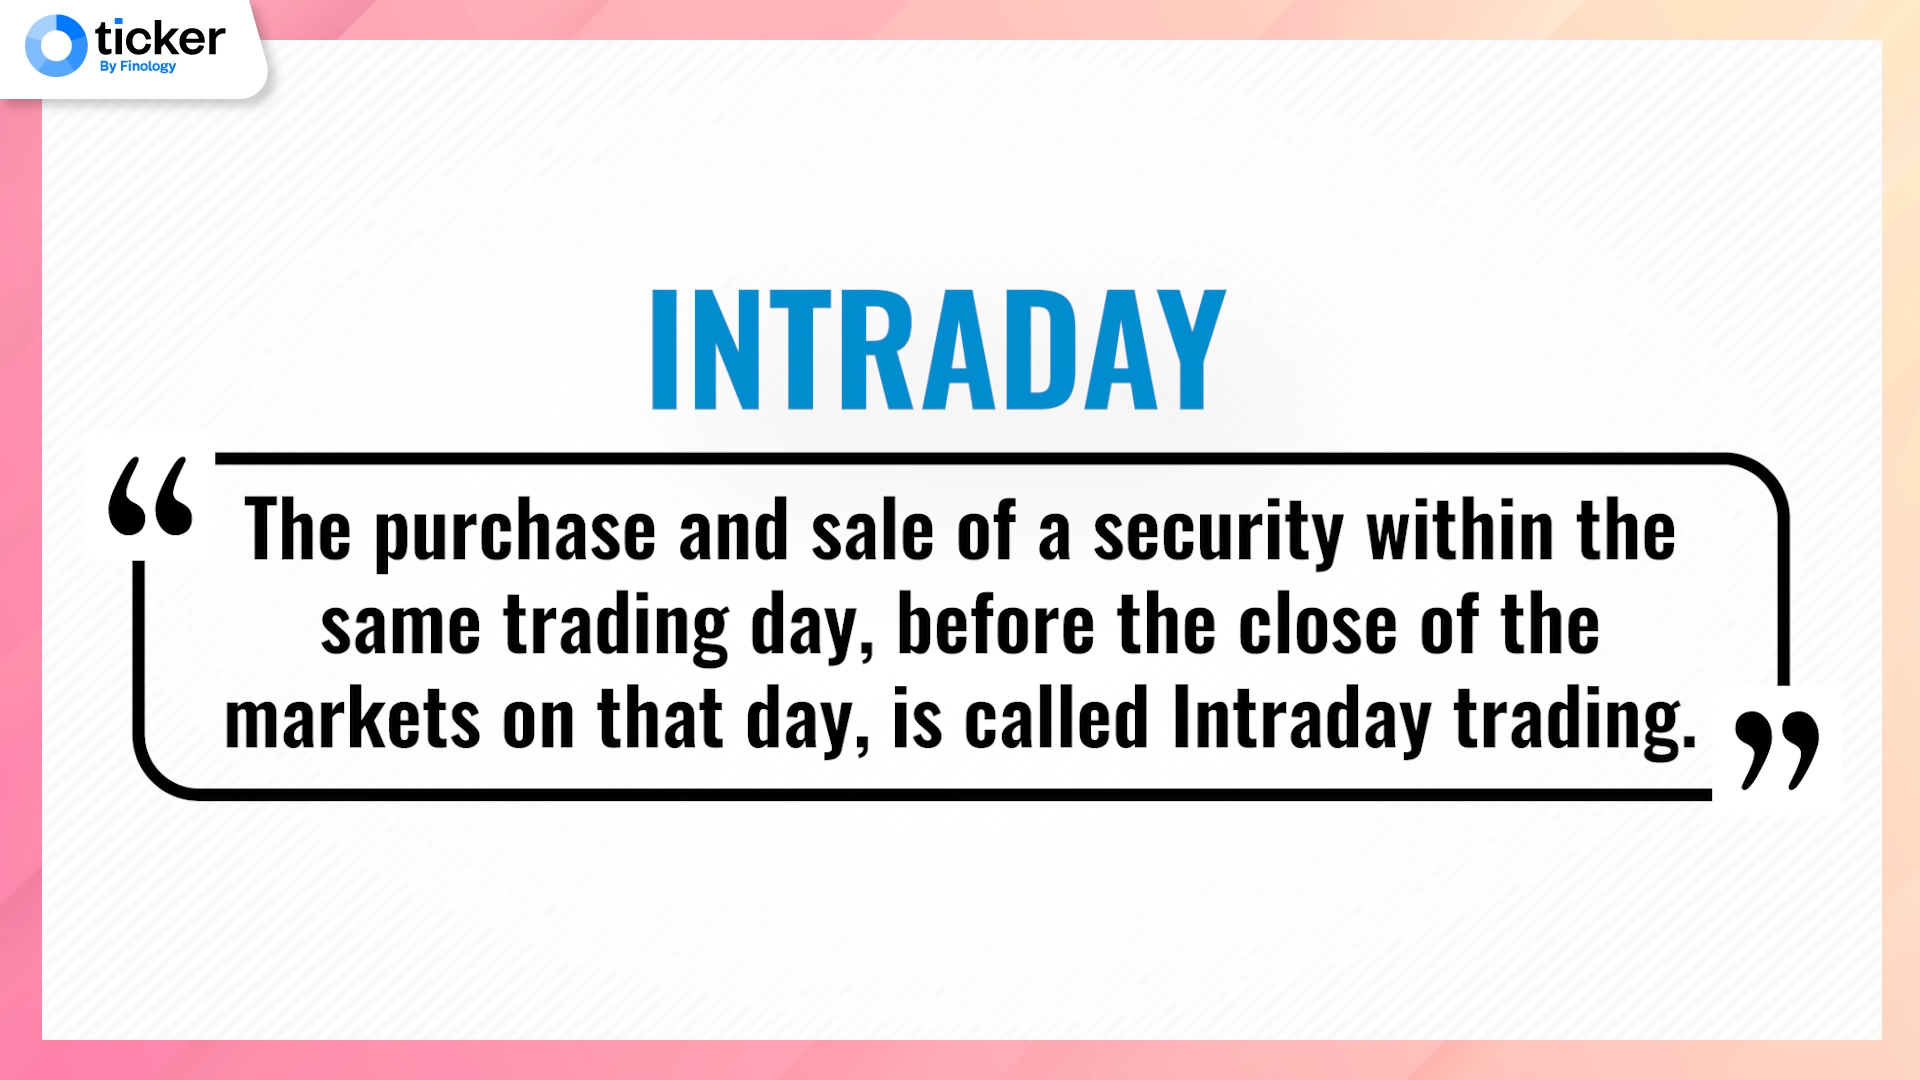 ticker
By Finology
INTRADAY
“The purchase and sale of a security within the
same trading day, before the close of the
markets on that day, is called Intraday trading.”